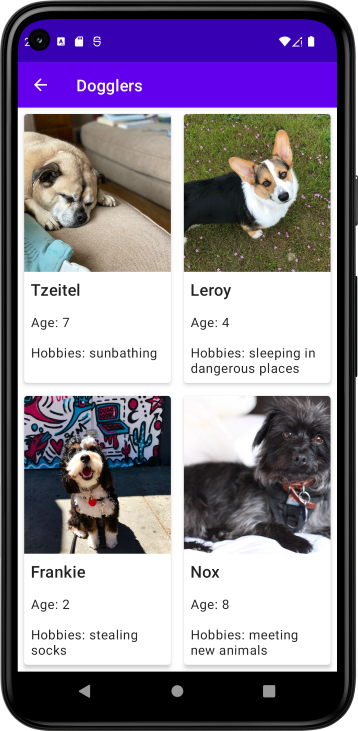 Dogglers
Tzeitel
Age: 7
Hobbies: sunbathing
Leroy
Age: 4
Hobbies: sleeping in
dangerous places
Frankie
Age: 2
Hobbies: stealing
socks
Nox
Age: 8
Hobbies: meeting
new animals